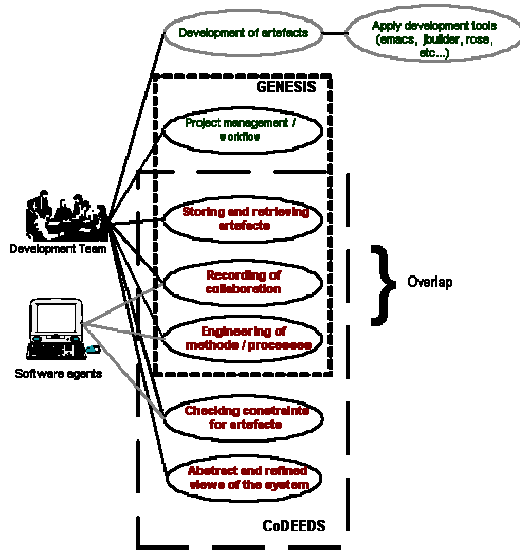 Development of artefacts
Apply development tools
(emacs, jbuilder, rose,
etc...)
GENESIS
Project management /
workflow
Storing and retrieving
artefacts
Development Team
Recording of
collaboration
Overlap
Engineering of
methods / processes
Software agents
Checking constraints
for artefacts
Abstract and refined
views of the system
CoDEEDS